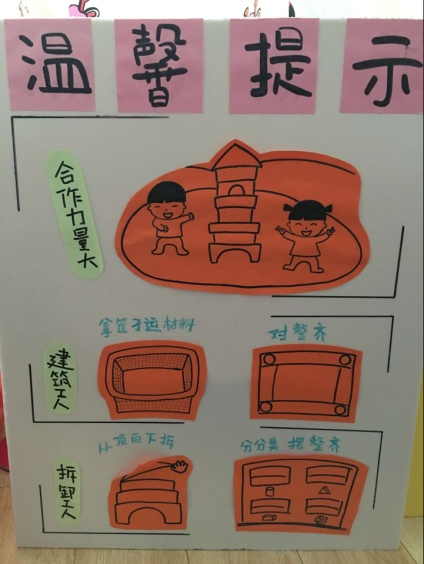 温馨提示
合作力量大
拿筐子运材料
对整齐
建筑工人
从顶向下拆
分分类 摆整齐
拆卸工人